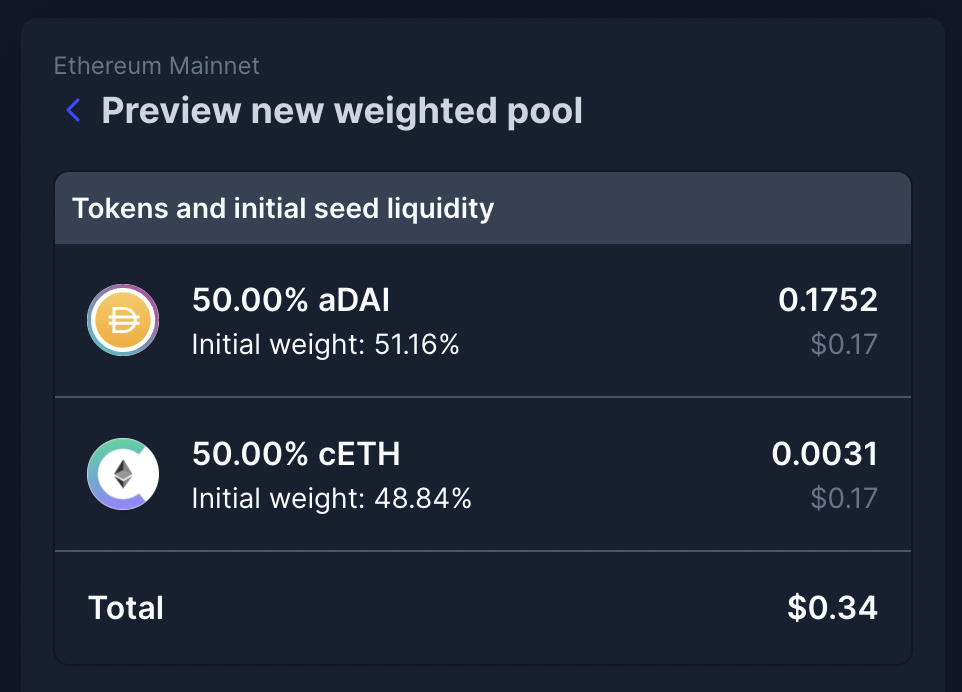 Ethereum Mainnet
Preview new weighted pool
Tokens and initial seed liquidity
50.00% aDAI
0.1752
Initial weight: 51.16%
$0.17
50.00% cETH
0.0031
Initial weight: 48.84%
$0.17
Total
$0.34